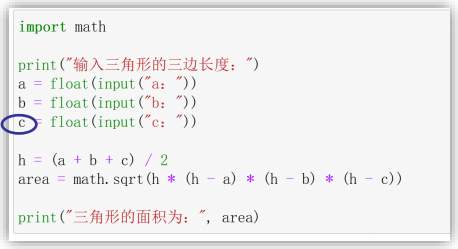 import math
print("输入三角形的三边长度：")
a = float(input("a："))
b = float(input("b："))
c = float(input("c："))
h = (a + b + c) / 2
area = math.sqrt(h * (h - a) * (h - b) * (h - c))
print("三角形的面积为：", area)